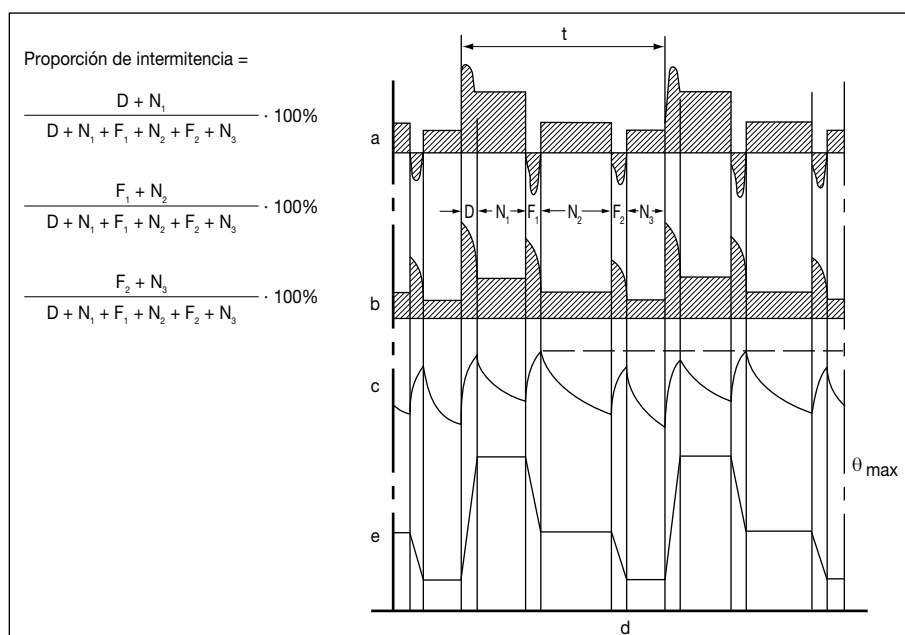 Proporción de intermitencia =
D + N₁
D + N₁ + F₁ + N₂ + F₂ + N₃
· 100%
F₁ + N₂
D + N₁ + F₁ + N₂ + F₂ + N₃
· 100%
F₂ + N₃
D + N₁ + F₁ + N₂ + F₂ + N₃
· 100%
t
a
D N₁ F₁ N₂ F₂ N₃
b
c
θ max
e
d